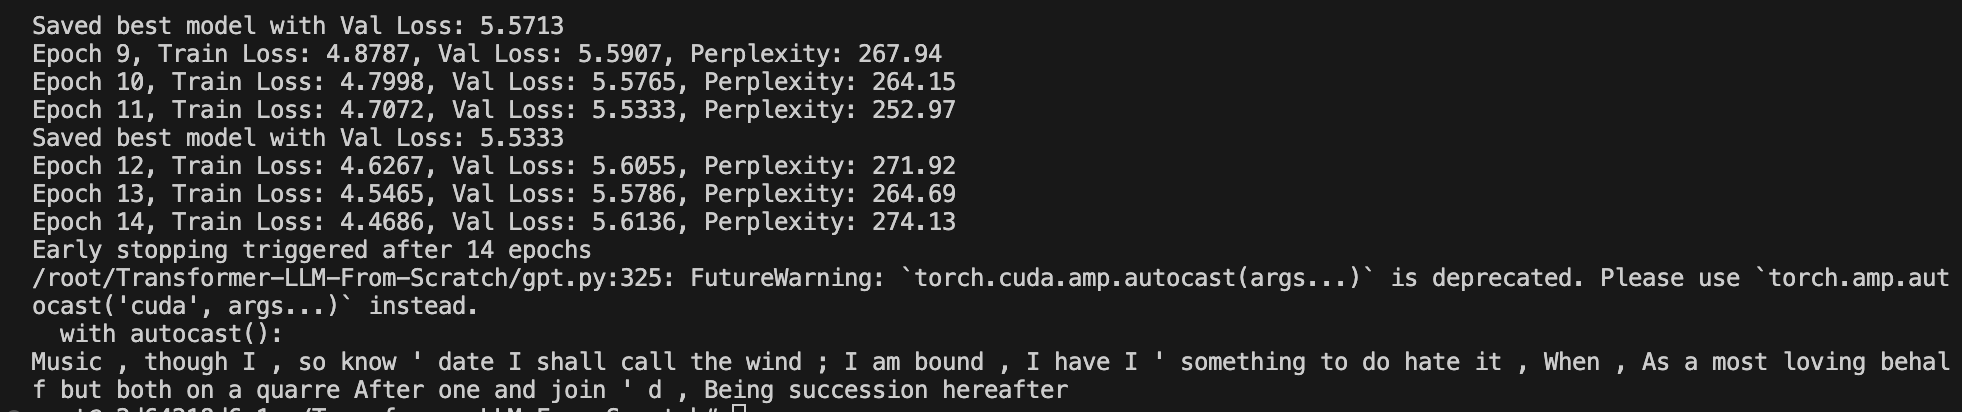 Saved best model with Val Loss: 5.5713
Epoch 9, Train Loss: 4.8787, Val Loss: 5.5907, Perplexity: 267.94
Epoch 10, Train Loss: 4.7998, Val Loss: 5.5765, Perplexity: 264.15
Epoch 11, Train Loss: 4.7072, Val Loss: 5.5333, Perplexity: 252.97
Saved best model with Val Loss: 5.5333
Epoch 12, Train Loss: 4.6267, Val Loss: 5.6055, Perplexity: 271.92
Epoch 13, Train Loss: 4.5465, Val Loss: 5.5786, Perplexity: 264.69
Epoch 14, Train Loss: 4.4686, Val Loss: 5.6136, Perplexity: 274.13
Early stopping triggered after 14 epochs
/root/Transformer-LLM-From-Scratch/gpt.py:325: FutureWarning: `torch.cuda.amp.autocast(args...)` is deprecated. Please use `torch.amp.aut
ocast('cuda', args...)` instead.
  with autocast():
Music , though I , so know ' date I shall call the wind ; I am bound , I have I ' something to do hate it , When , As a most loving behal
f but both on a quarre After one and join ' d , Being succession hereafter